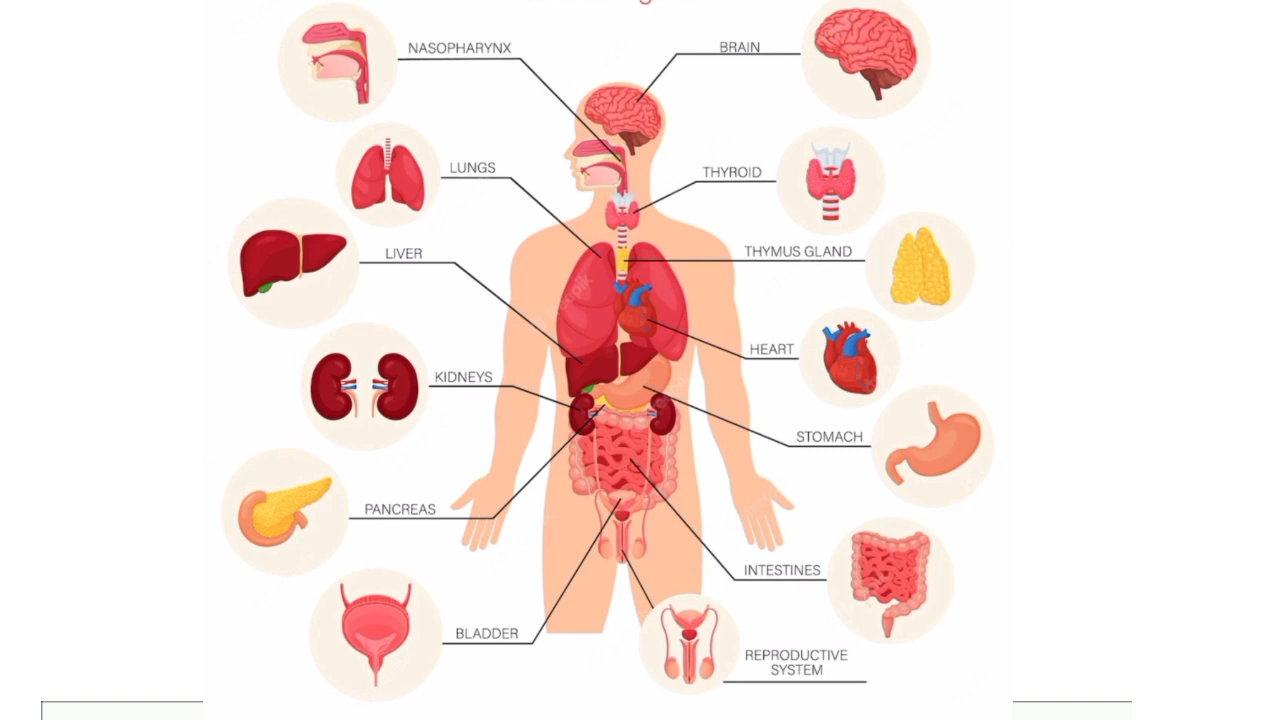 NASOPHARYNX
BRAIN
LUNGS
THYROID
LIVER
THYMUS GLAND
HEART
KIDNEYS
STOMACH
PANCREAS
INTESTINES
BLADDER
REPRODUCTIVE
SYSTEM